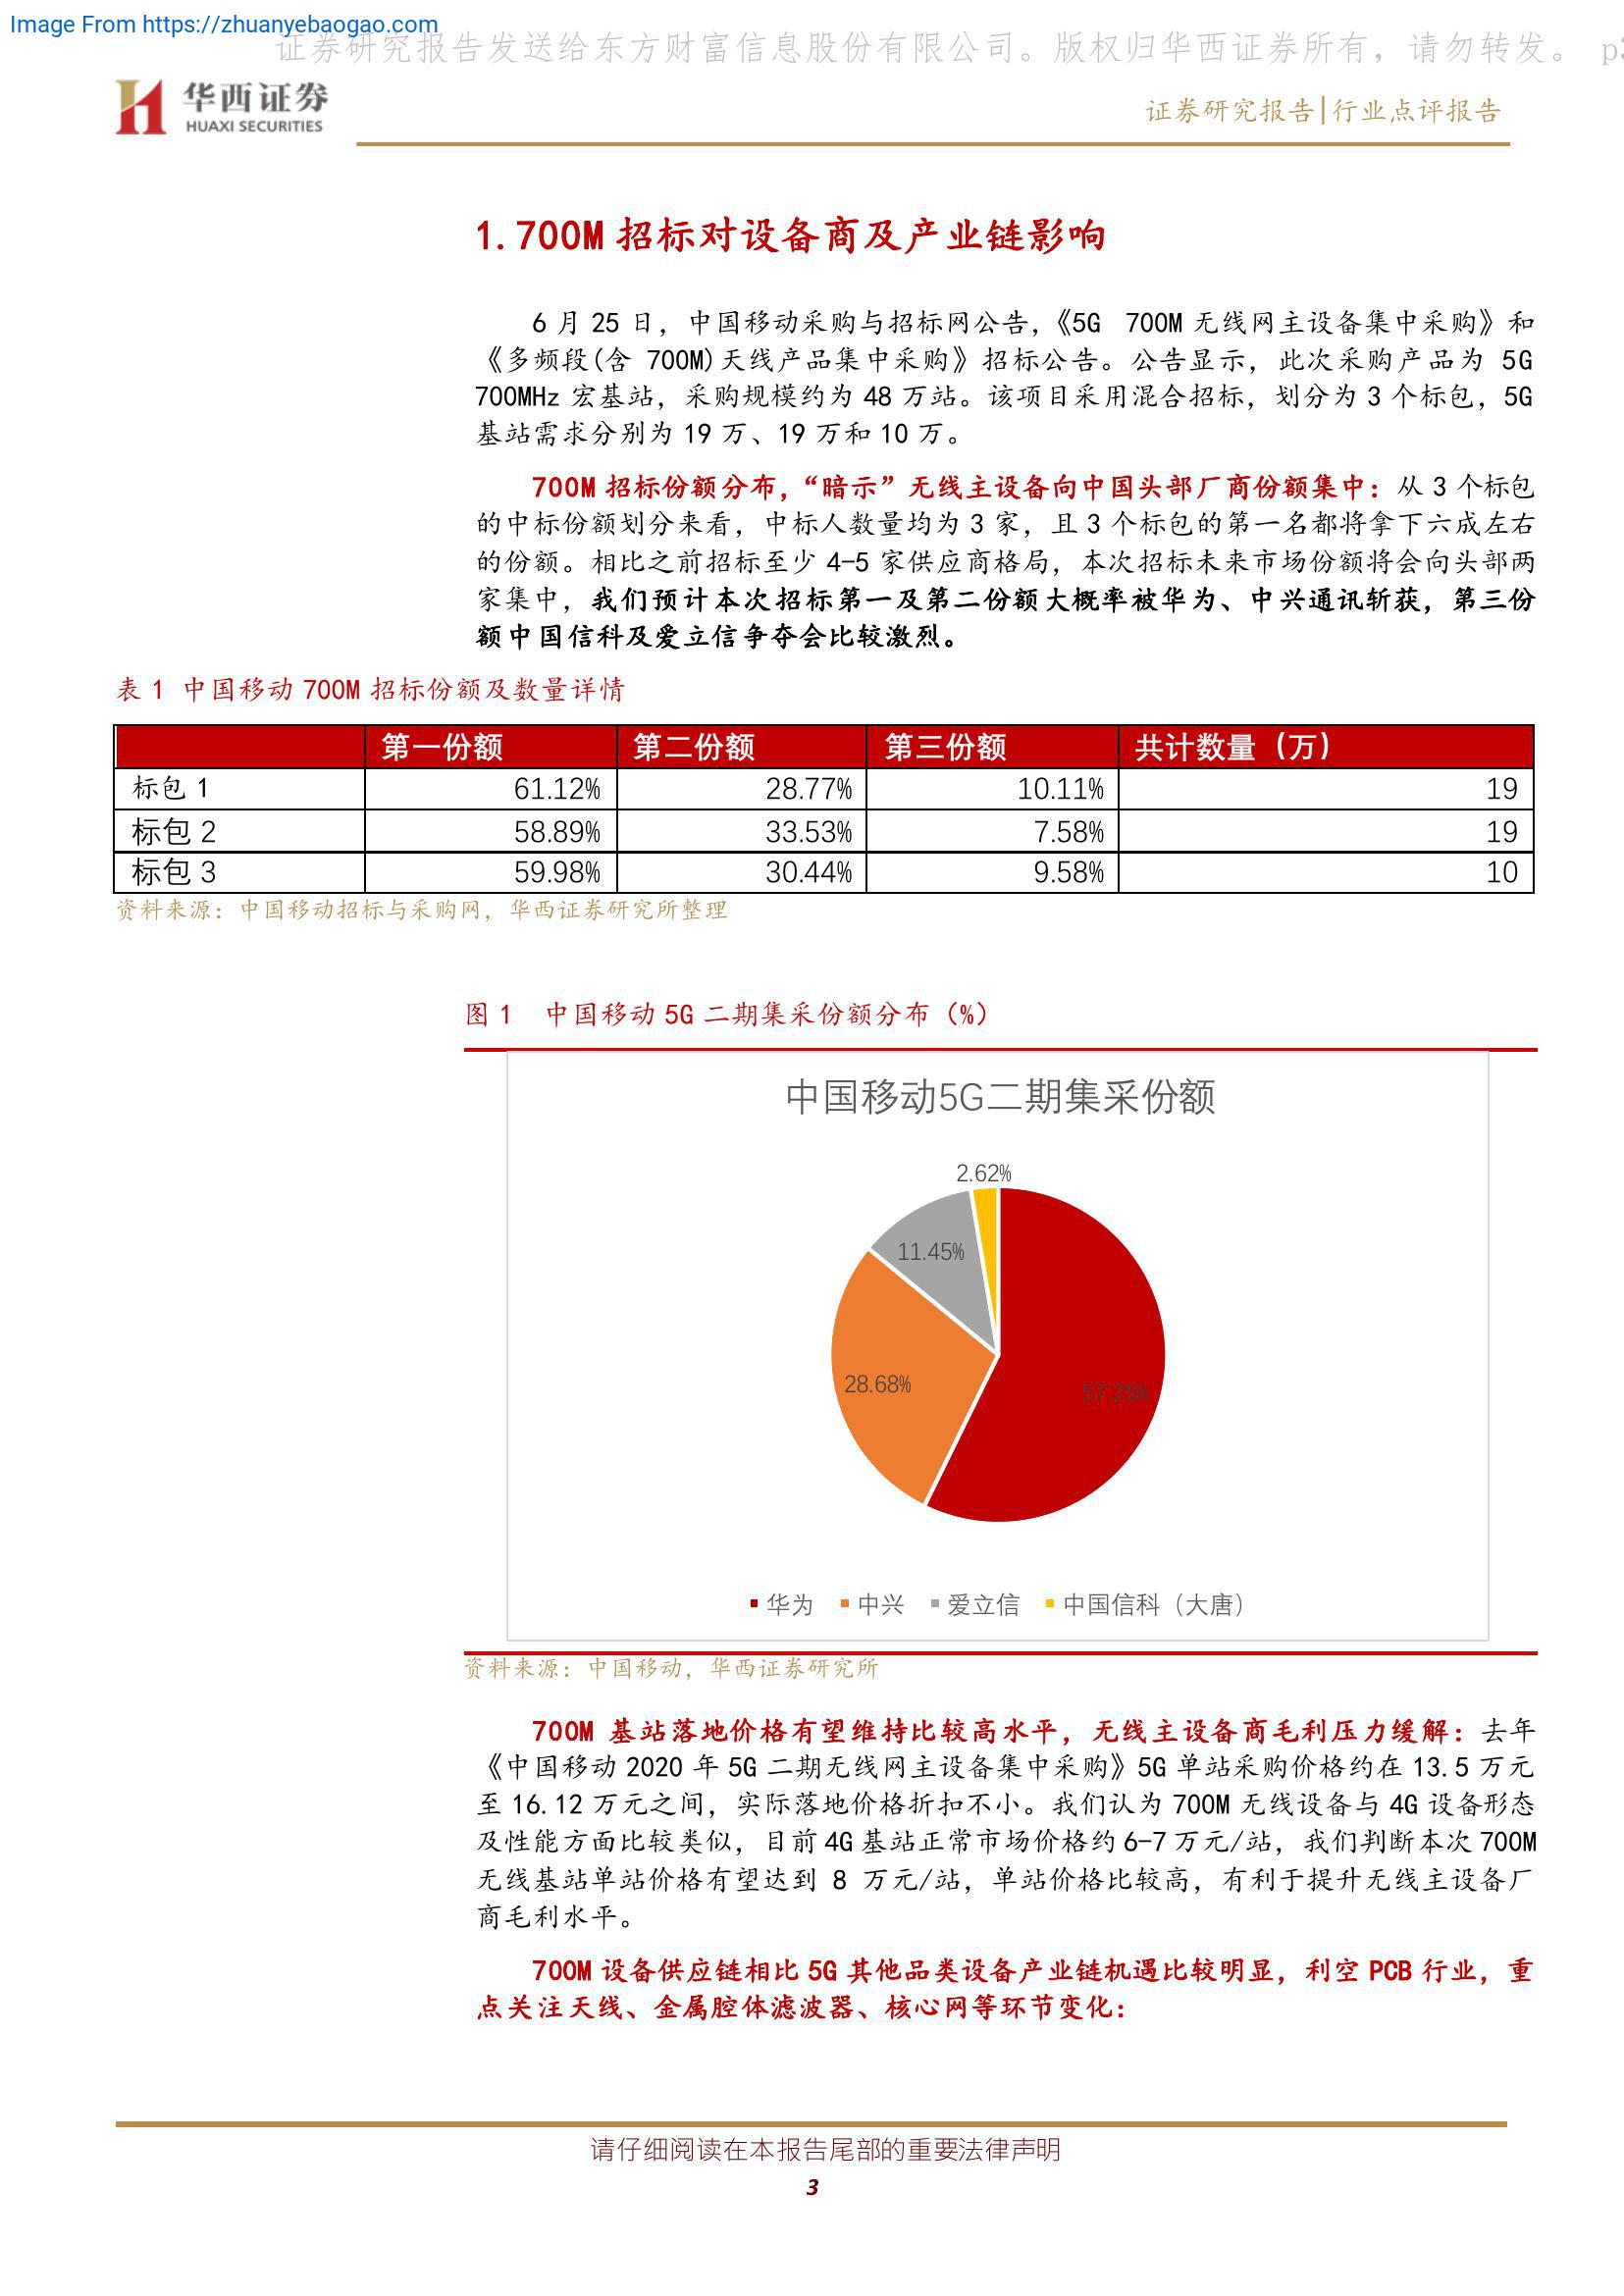 Image From https://zhuanyebaogao.com
证券研究报告发送给东方财富信息股份有限公司。版权归华西证券所有，请勿转发。 p3
华西证券
HUAXI SECURITIES
证券研究报告|行业点评报告
1.700M 招标对设备商及产业链影响
6 月 25 日，中国移动采购与招标网公告，《5G 700M 无线网主设备集中采购》和
《多频段(含 700M)天线产品集中采购》招标公告。公告显示，此次采购产品为 5G
700MHz 宏基站，采购规模约为 48 万站。该项目采用混合招标，划分为 3 个标包，5G
基站需求分别为 19 万、19 万和 10 万。
700M 招标份额分布，“暗示”无线主设备向中国头部厂商份额集中：从 3 个标包
的中标份额划分来看，中标人数量均为 3 家，且 3 个标包的第一名都将拿下六成左右
的份额。相比之前招标至少 4-5 家供应商格局，本次招标未来市场份额将会向头部两
家集中，我们预计本次招标第一及第二份额大概率被华为、中兴通讯斩获，第三份
额中国信科及爱立信争夺会比较激烈。
表 1 中国移动 700M 招标份额及数量详情
第一份额 第二份额 第三份额 共计数量（万）
标包 1 61.12% 28.77% 10.11% 19
标包 2 58.89% 33.53% 7.58% 19
标包 3 59.98% 30.44% 9.58% 10
资料来源：中国移动招标与采购网，华西证券研究所整理
图 1 中国移动 5G 二期集采份额分布（%）
中国移动5G二期集采份额
2.62%
11.45%
28.68%
57.25%
华为 中兴 爱立信 中国信科（大唐）
资料来源：中国移动，华西证券研究所
700M 基站落地价格有望维持比较高水平，无线主设备商毛利压力缓解：去年
《中国移动 2020 年 5G 二期无线网主设备集中采购》5G 单站采购价格约在 13.5 万元
至 16.12 万元之间，实际落地价格折扣不小。我们认为 700M 无线设备与 4G 设备形态
及性能方面比较类似，目前 4G 基站正常市场价格约 6-7 万元/站，我们判断本次 700M
无线基站单站价格有望达到 8 万元/站，单站价格比较高，有利于提升无线主设备厂
商毛利水平。
700M 设备供应链相比 5G 其他品类设备产业链机遇比较明显，利空 PCB 行业，重
点关注天线、金属腔体滤波器、核心网等环节变化：
请仔细阅读在本报告尾部的重要法律声明
3